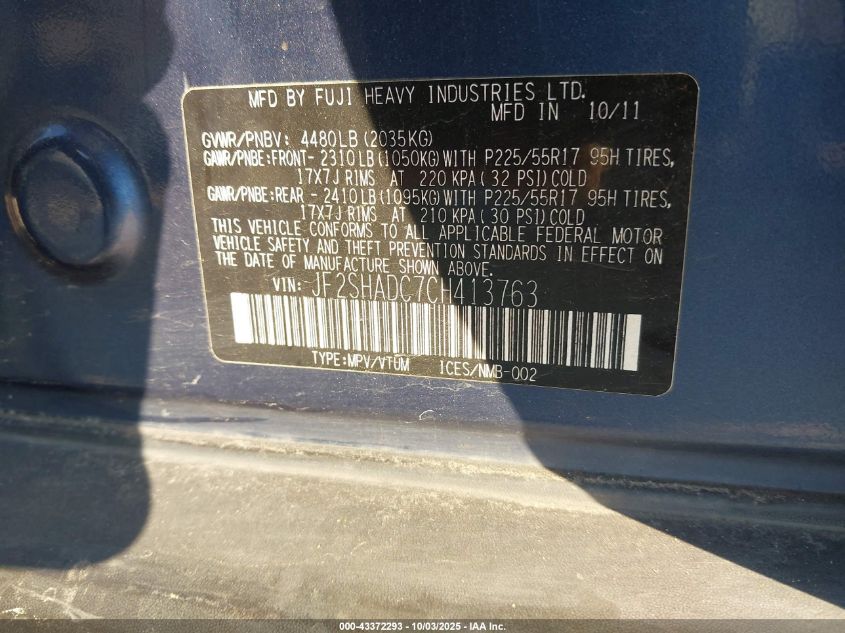 MFD BY FUJI HEAVY INDUSTRIES LTD.
MFD IN 10/11
GVWR/PNBV: 4480LB (2035KG)
GAWR/PNBE:FRONT- 2310LB (1050KG) WITH P225/55R17 95H TIRES,
17X7J RIMS AT 220 KPA ( 32 PSI) COLD
GAWR/PNBE:REAR - 2410LB (1095KG) WITH P225/55R17 95H TIRES,
17X7J RIMS AT 210 KPA ( 30 PSI) COLD
THIS VEHICLE CONFORMS TO ALL APPLICABLE FEDERAL MOTOR
VEHICLE SAFETY AND THEFT PREVENTION STANDARDS IN EFFECT ON
THE DATE OF MANUFACTURE SHOWN ABOVE.
VIN: JF2SHADC7CH413763
TYPE:MPV/VTUM ICES/NMB-002
000-43372293 - 10/03/2025 - IAA Inc.